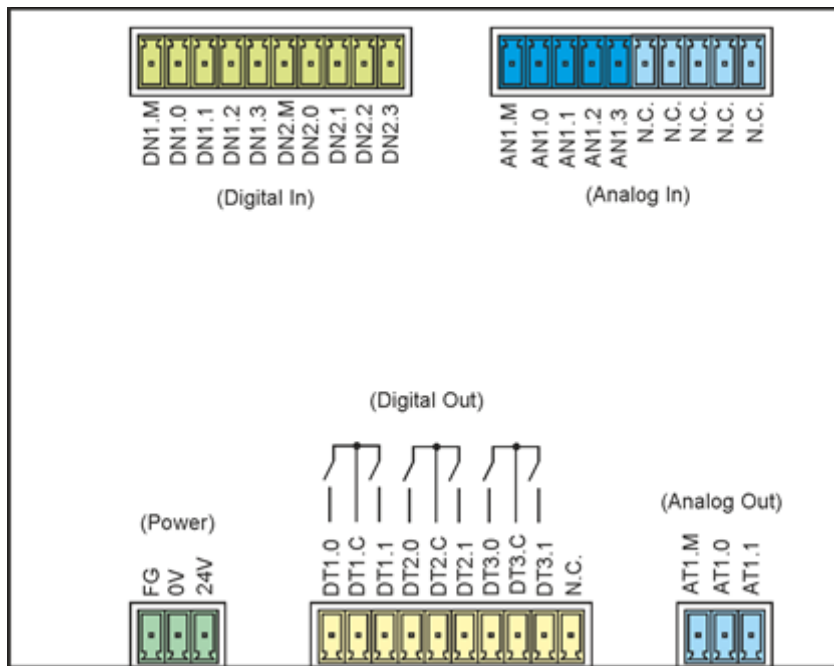 DN1.M DN1.0 DN1.1 DN1.2 DN1.3 DN2.M DN2.0 DN2.1 DN2.2 DN2.3
(Digital In)
AN1.M AN1.0 AN1.1 AN1.2 AN1.3 N.C. N.C. N.C. N.C. N.C.
(Analog In)
(Digital Out)
DT1.0 DT1.C DT1.1 DT2.0 DT2.C DT2.1 DT3.0 DT3.C DT3.1 N.C.
(Power)
FG 0V 24V
(Analog Out)
AT1.M AT1.0 AT1.1